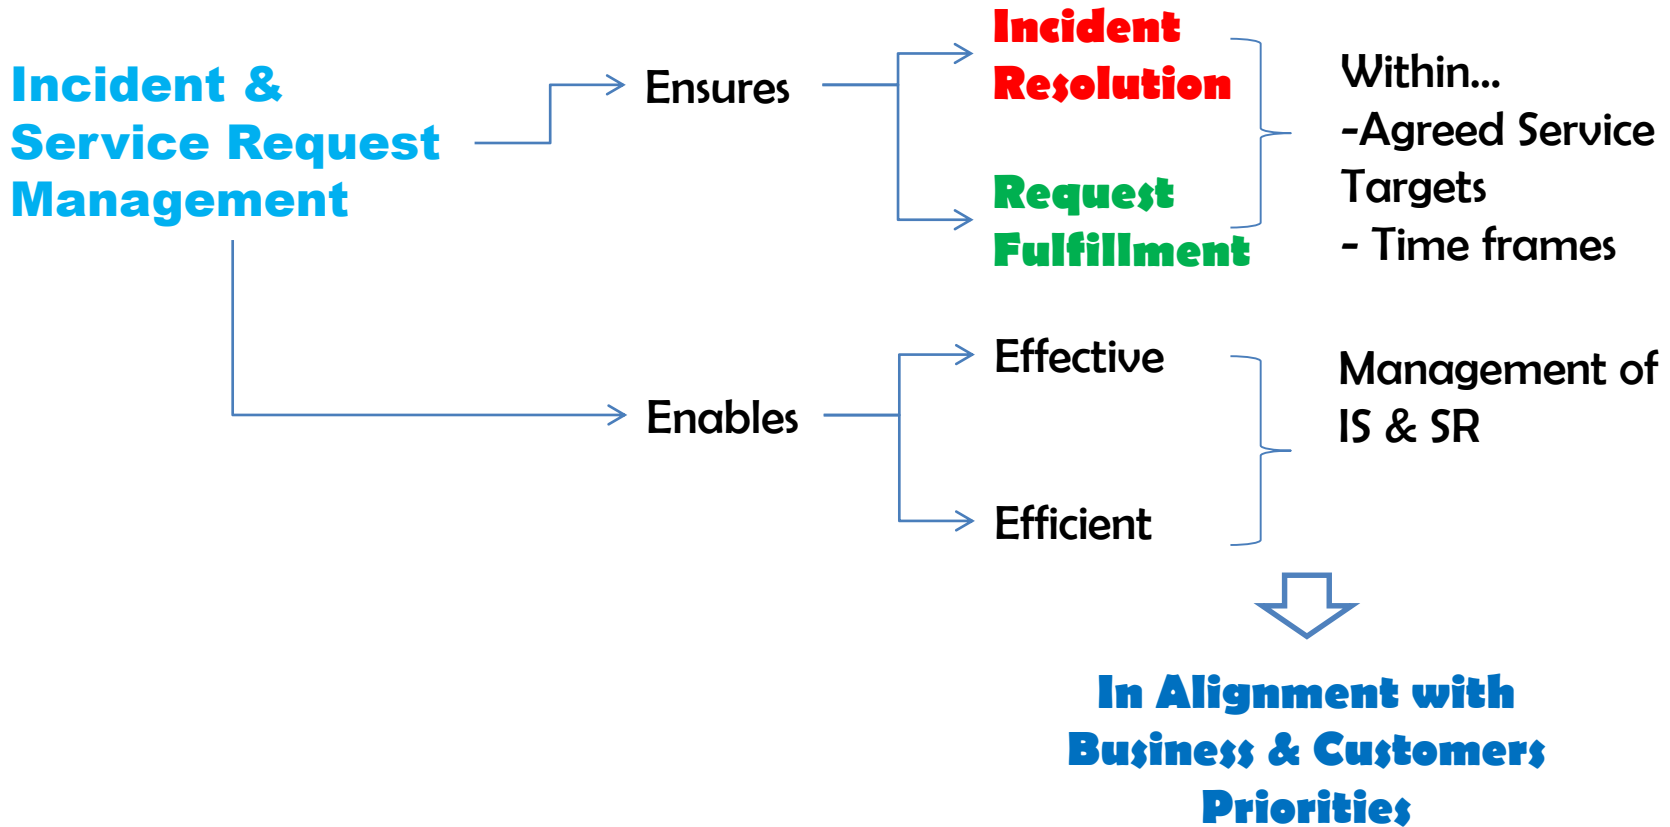 Incident &
Service Request
Management
Ensures
Incident
Resolution
Request
Fulfillment
Within...
-Agreed Service
Targets
- Time frames
Enables
Effective
Efficient
Management of
IS & SR
In Alignment with
Business & Customers
Priorities